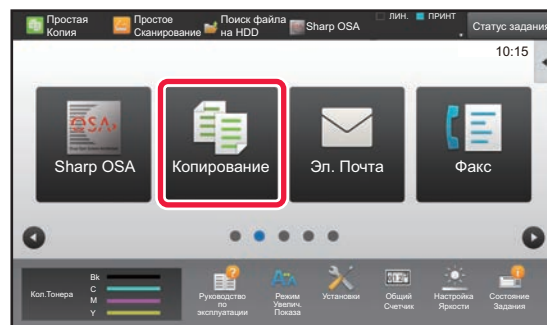 Простая
Копия
Простое
Сканирование
Поиск файла
на HDD
Sharp OSA
ЛИН.
ПРИНТ
Статус задания
10:15
Sharp OSA
Копирование
Эл. Почта
Факс
Кол.Тонера
Bk
C
M
Y
Руководство
по
эксплуатации
Режим
Увелич.
Показа
Установки
Общий
Счетчик
Настройка
Яркости
Состояние
Задания